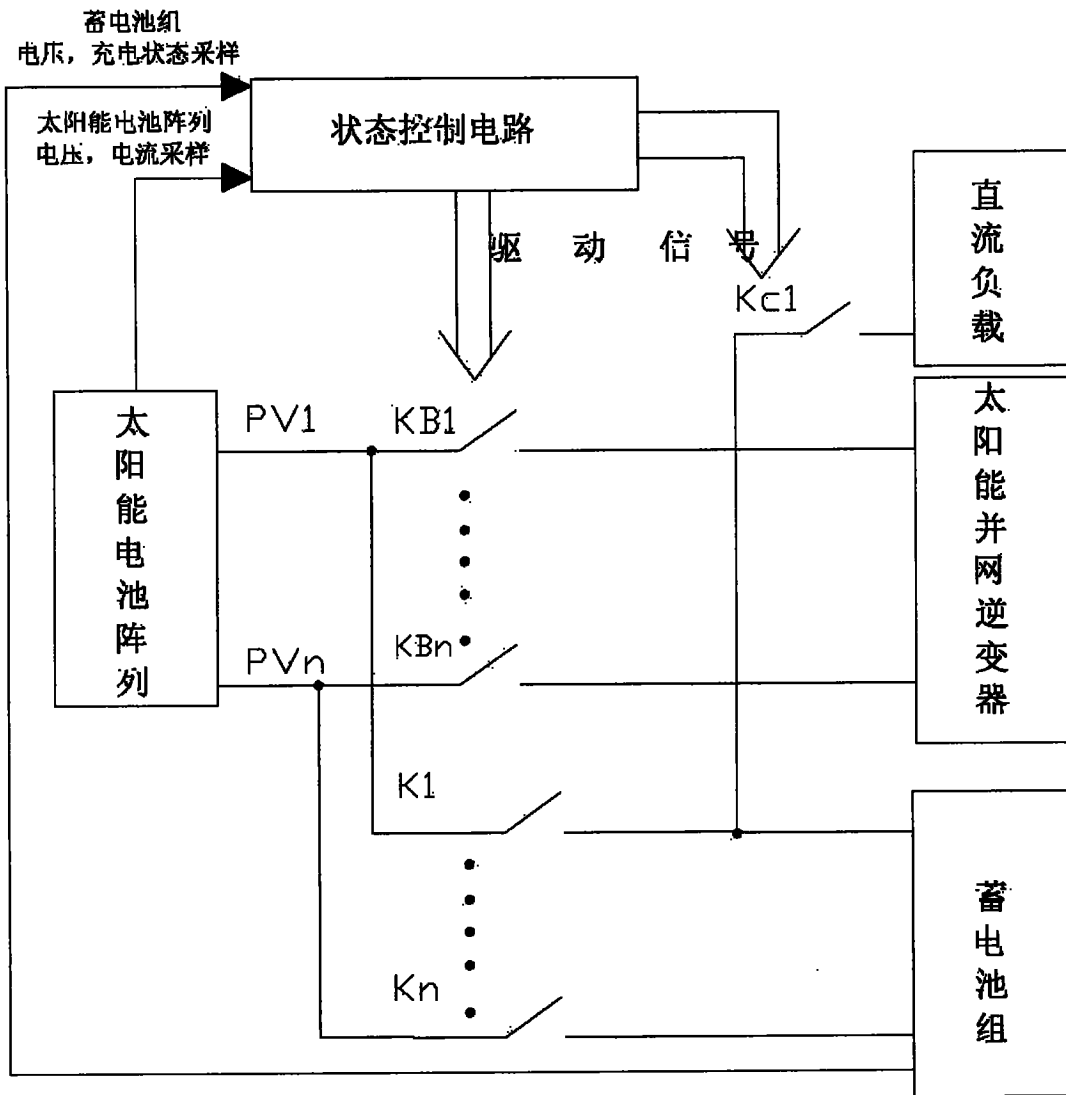 蓄电池组
电压，充电状态采样
太阳能电池阵列
电压，电流采样
状态控制电路
驱动信号
Kc1
直流负载
太阳能电池阵列
PV1
KB1
太阳能并网逆变器
PVn
KBn
K1
Kn
蓄电池组